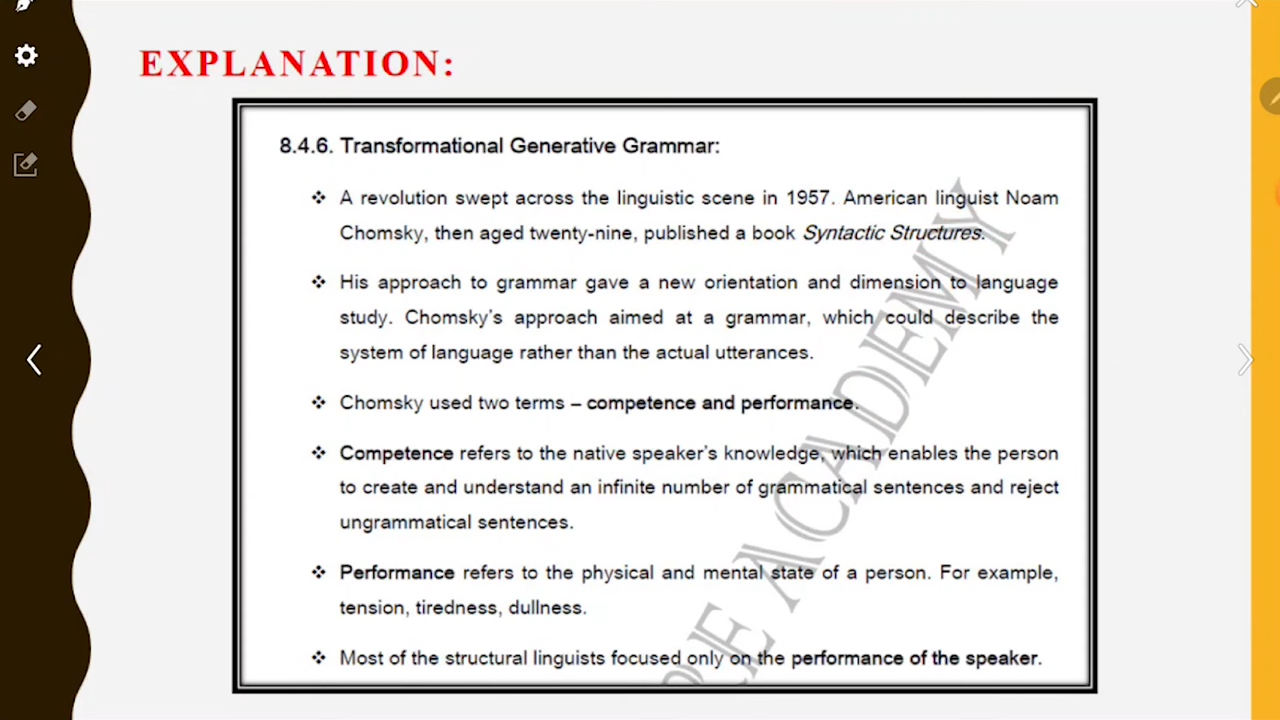 EXPLANATION:
8.4.6. Transformational Generative Grammar:
❖ A revolution swept across the linguistic scene in 1957. American linguist Noam
Chomsky, then aged twenty-nine, published a book Syntactic Structures.
❖ His approach to grammar gave a new orientation and dimension to language
study. Chomsky's approach aimed at a grammar, which could describe the
system of language rather than the actual utterances.
❖ Chomsky used two terms – competence and performance.
❖ Competence refers to the native speaker's knowledge, which enables the person
to create and understand an infinite number of grammatical sentences and reject
ungrammatical sentences.
❖ Performance refers to the physical and mental state of a person. For example,
tension, tiredness, dullness.
❖ Most of the structural linguists focused only on the performance of the speaker.
ACADEMY